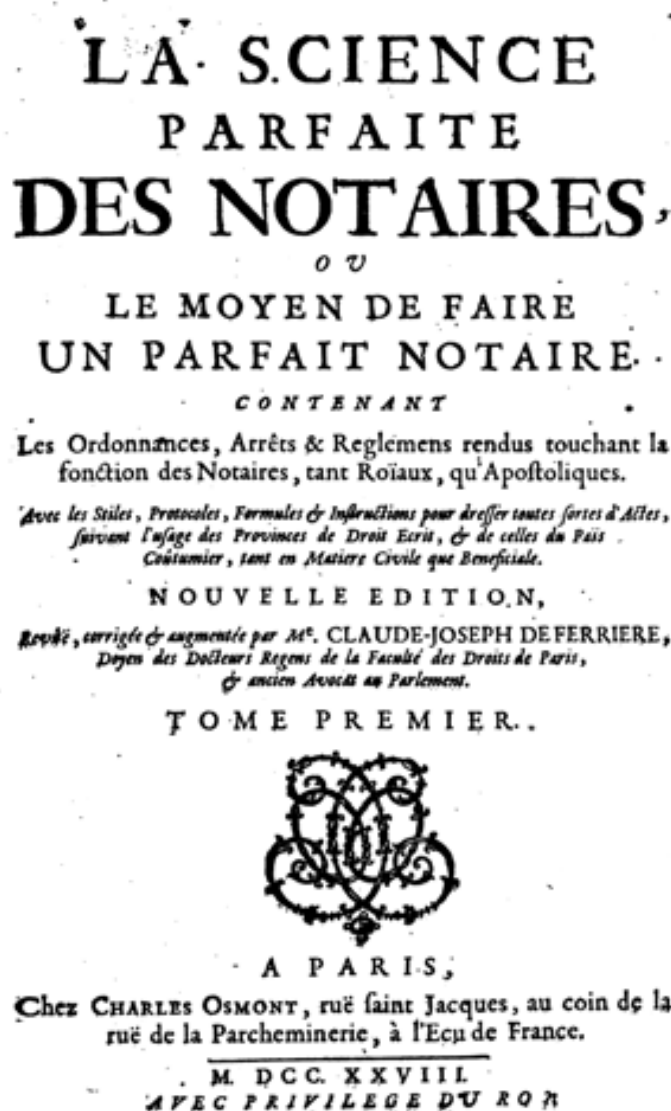 LA SCIENCE
PARFAITE
DES NOTAIRES,
OU
LE MOYEN DE FAIRE
UN PARFAIT NOTAIRE
CONTENANT
Les Ordonnances, Arrêts & Reglemens rendus touchant la
fonction des Notaires, tant Roïaux, qu'Apostoliques.
Avec les Stiles, Protocoles, Formules & Instructions pour dresser toutes sortes d'Actes,
suivant l'usage des Provinces de Droit Ecrit, & de celles du Païs
Coûtumier, tant en Matiere Civile que Beneficiale.
NOUVELLE EDITION,
Revûë, corrigée & augmentée par Me. CLAUDE-JOSEPH DE FERRIERE,
Doyen des Docteurs Regens de la Faculté des Droits de Paris,
& ancien Avocat au Parlement.
TOME PREMIER.
A PARIS,
Chez CHARLES OSMONT, ruë saint Jacques, au coin de la
ruë de la Parcheminerie, à l'Ecu de France.
M. DCC. XXVIII.
AVEC PRIVILEGE DU ROY